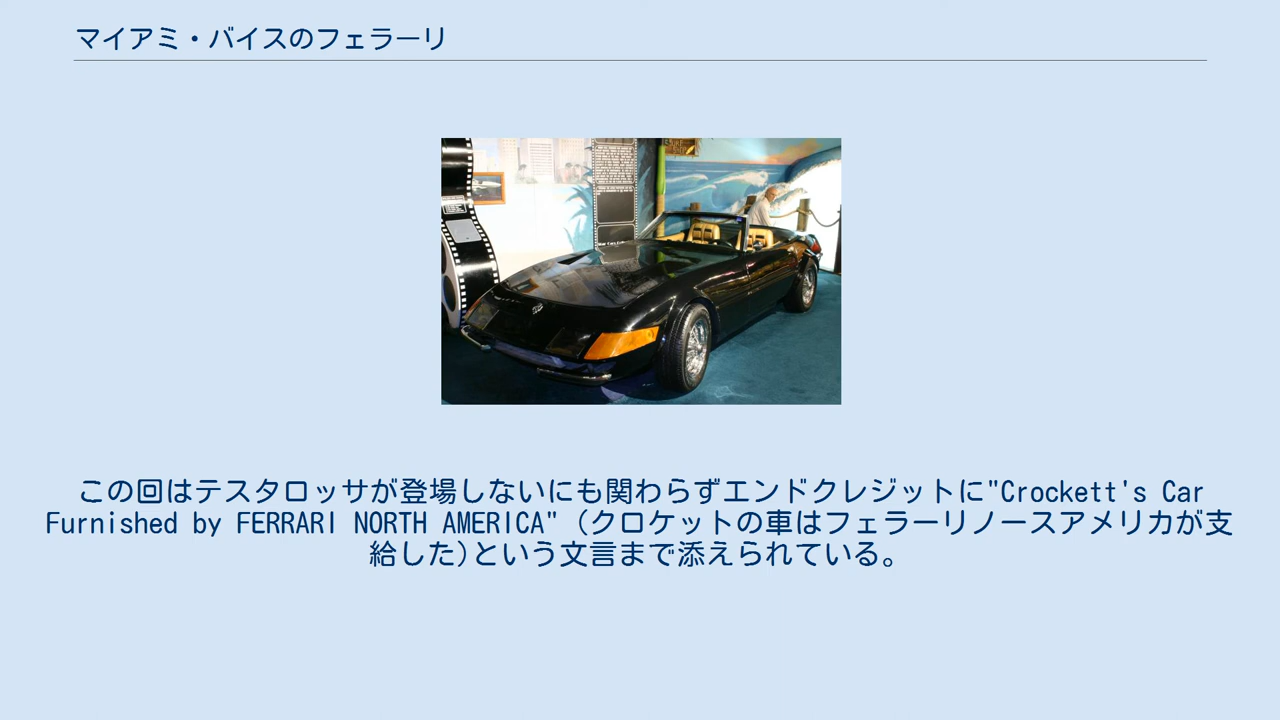 マイアミ・バイスのフェラーリ
この回はテスタロッサが登場しないにも関わらずエンドクレジットに"Crockett's Car
Furnished by FERRARI NORTH AMERICA" (クロケットの車はフェラーリノースアメリカが支
給した)という文言まで添えられている。